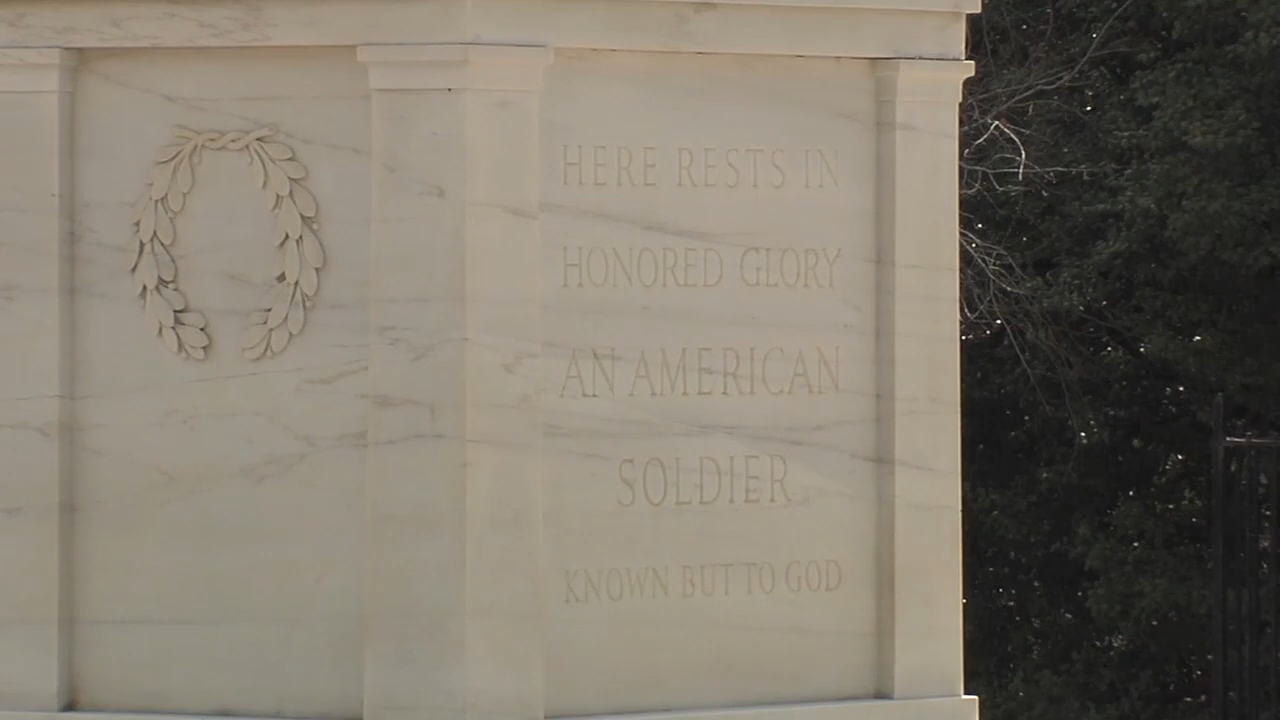 HERE RESTS IN
HONORED GLORY
AN AMERICAN
SOLDIER
KNOWN BUT TO GOD